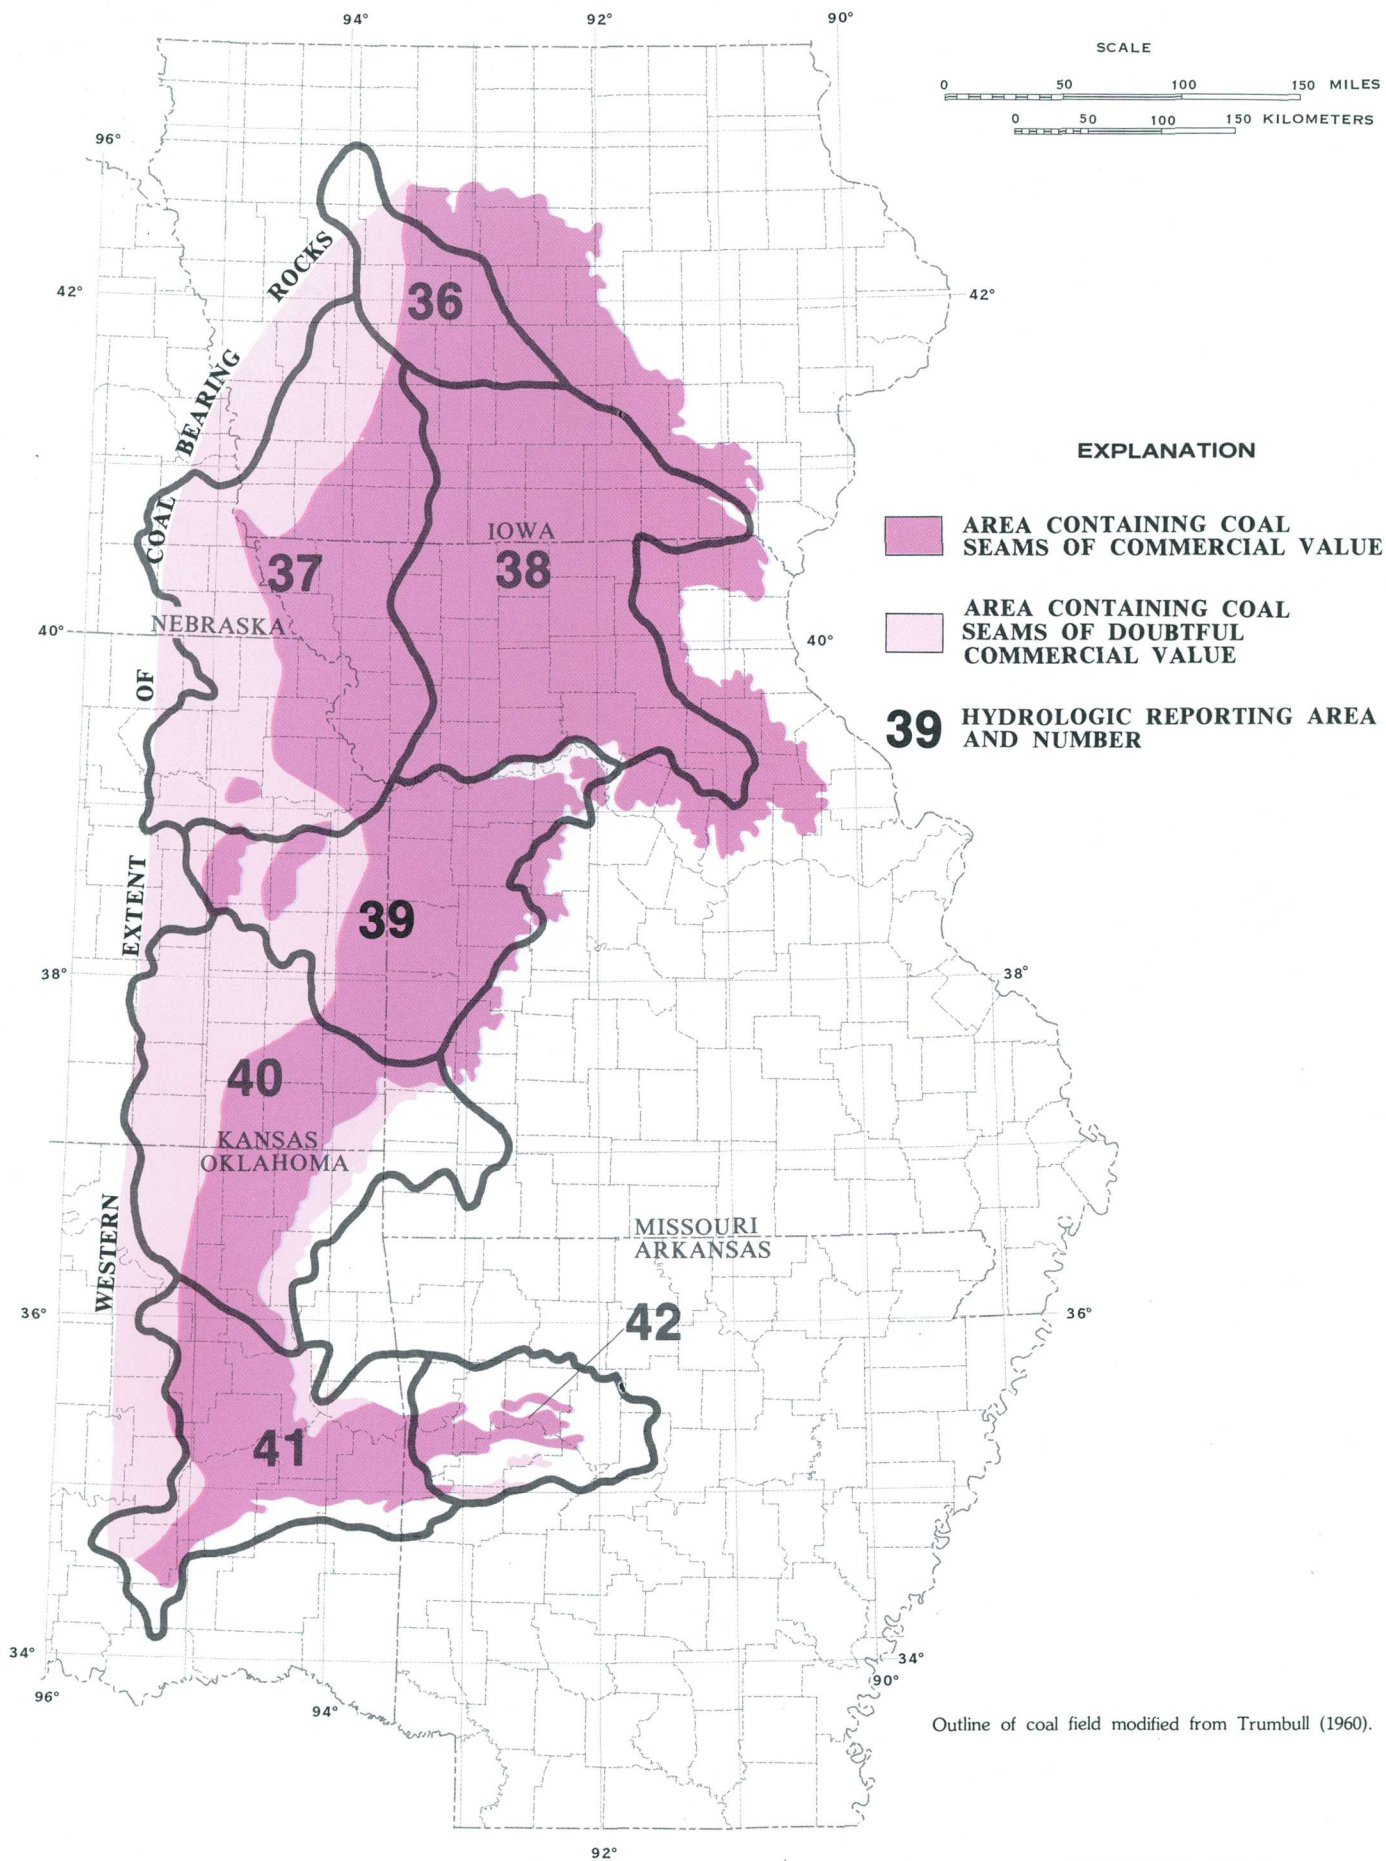 94°
92°
90°
SCALE
0 50 100 150 MILES
0 50 100 150 KILOMETERS
96°
42°
42°
WESTERN EXTENT OF COAL BEARING ROCKS
36
EXPLANATION
AREA CONTAINING COAL
SEAMS OF COMMERCIAL VALUE
AREA CONTAINING COAL
SEAMS OF DOUBTFUL
COMMERCIAL VALUE
39 HYDROLOGIC REPORTING AREA
AND NUMBER
IOWA
37
38
NEBRASKA
40°
40°
39
38°
38°
40
KANSAS
OKLAHOMA
MISSOURI
ARKANSAS
36°
36°
42
41
34°
34°
96°
94°
90°
92°
Outline of coal field modified from Trumbull (1960).